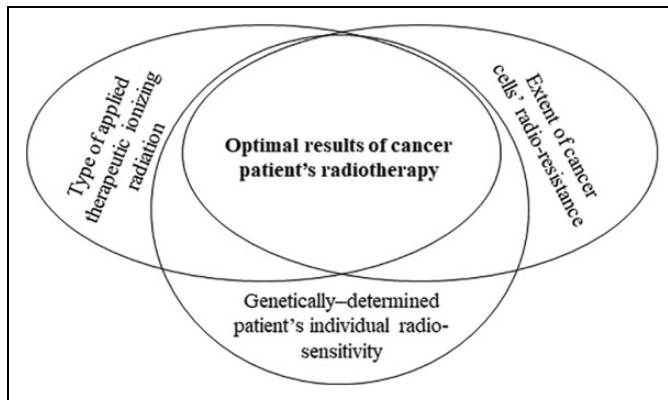 Type of applied
therapeutic ionizing
radiation
Optimal results of cancer
patient’s radiotherapy
Extent of cancer
cells’ radio-resistance
Genetically–determined
patient’s individual radio-
sensitivity